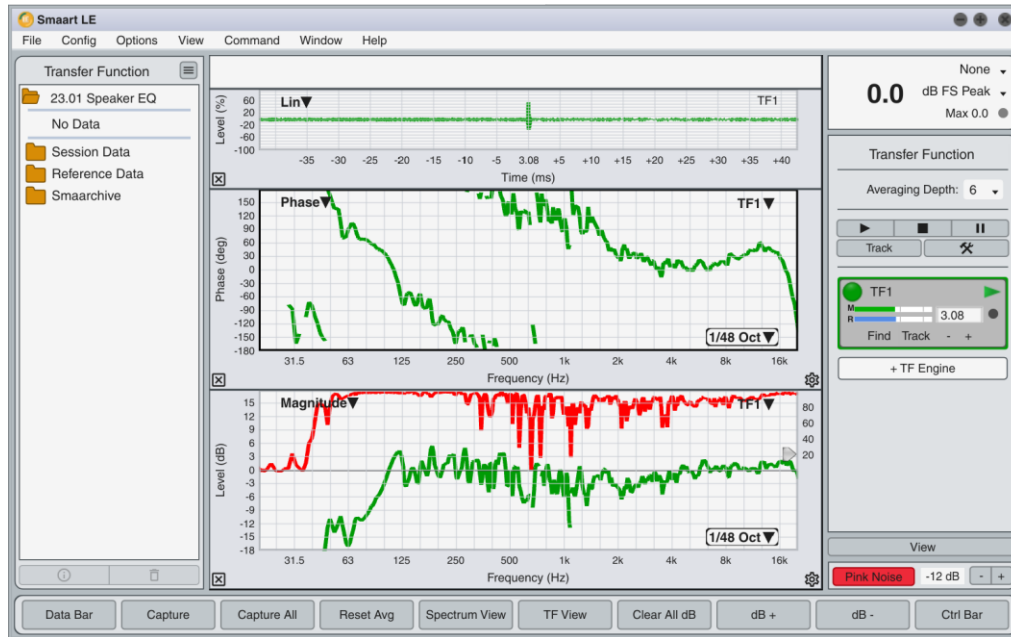 Smaart LE
File Config Options View Command Window Help
Transfer Function
23.01 Speaker EQ
No Data
Session Data
Reference Data
Smaarchive
Lin▼ TF1
Level (%)
60
20
-20
-60
-100
-35 -30 -25 -20 -15 -10 -5 3.08 +5 +10 +15 +20 +25 +30 +35 +40
Time (ms)
Phase▼ TF1▼
Phase (deg)
150
120
90
60
30
0
-30
-60
-90
-120
-150
-180
1/48 Oct▼
31.5 63 125 250 500 1k 2k 4k 8k 16k
Frequency (Hz)
Magnitude▼ TF1▼
Level (dB)
15
12
9
6
3
0
-3
-6
-9
-12
-15
-18
80
60
40
20
1/48 Oct▼
31.5 63 125 250 500 1k 2k 4k 8k 16k
Frequency (Hz)
None
0.0 dB FS Peak
Max 0.0
Transfer Function
Averaging Depth: 6
Track
TF1
M
R
3.08
Find Track - +
+ TF Engine
View
Pink Noise -12 dB - +
Data Bar Capture Capture All Reset Avg Spectrum View TF View Clear All dB dB + dB - Ctrl Bar